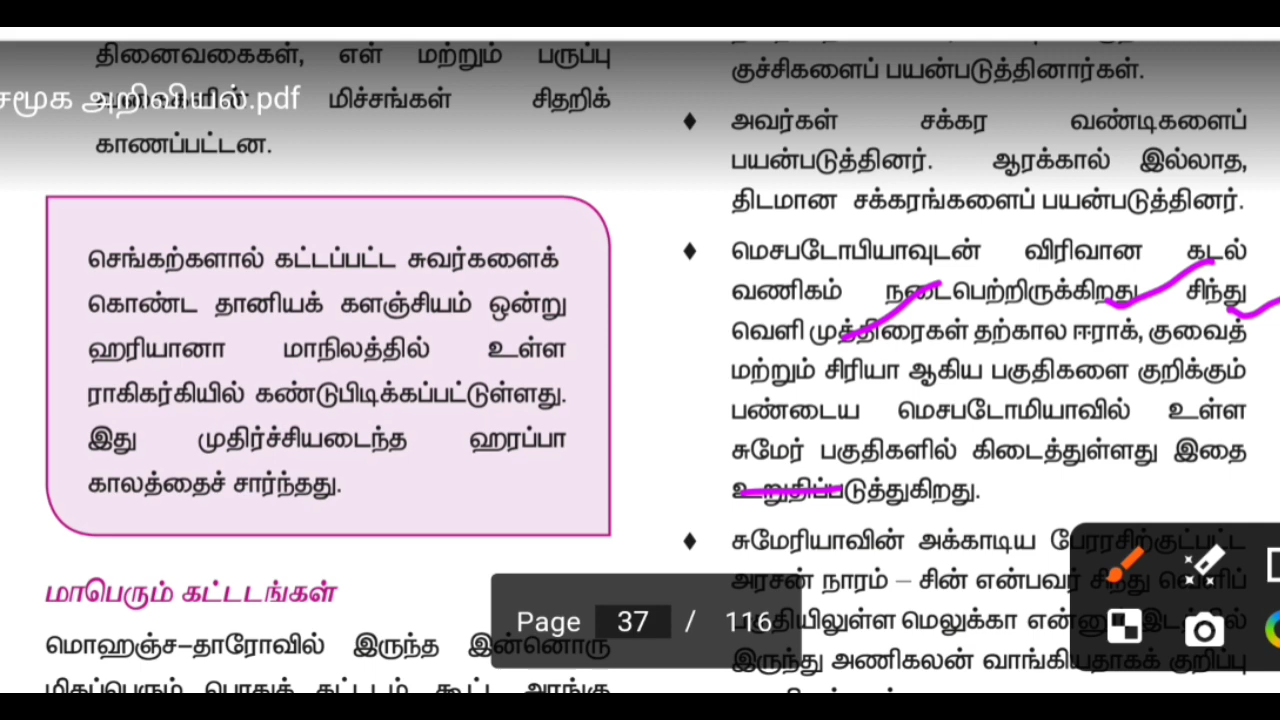 தினைவகைகள், எள் மற்றும் பருப்பு
மிச்சங்கள் சிதறிக்
காணப்பட்டன.
சமூக அறிவியல்.pdf
செங்கற்களால் கட்டப்பட்ட சுவர்களைக்
கொண்ட தானியக் களஞ்சியம் ஒன்று
ஹரியானா மாநிலத்தில் உள்ள
ராகிகர்கியில் கண்டுபிடிக்கப்பட்டுள்ளது.
இது முதிர்ச்சியடைந்த ஹரப்பா
காலத்தைச் சார்ந்தது.
மாபெரும் கட்டடங்கள்
மொஹஞ்ச–தாரோவில் இருந்த இன்னொரு
மிகப்பெரும் பொதுக் கட்டடம் கூட்ட அரங்கு
குச்சிகளைப் பயன்படுத்தினார்கள்.
♦ அவர்கள் சக்கர வண்டிகளைப்
பயன்படுத்தினர். ஆரக்கால் இல்லாத,
திடமான சக்கரங்களைப் பயன்படுத்தினர்.
♦ மெசபடோபியாவுடன் விரிவான கடல்
வணிகம் நடைபெற்றிருக்கிறது. சிந்து
வெளி முத்திரைகள் தற்கால ஈராக், குவைத்
மற்றும் சிரியா ஆகிய பகுதிகளை குறிக்கும்
பண்டைய மெசபடோமியாவில் உள்ள
சுமேர் பகுதிகளில் கிடைத்துள்ளது இதை
உறுதிப்படுத்துகிறது.
♦ சுமேரியாவின் அக்காடிய பேரரசிற்குட்பட்ட
அரசன் நாரம் – சின் என்பவர் சிந்து வெளிப்
பகுதியிலுள்ள மெலுக்கா என்னும் இடத்தில்
இருந்து அணிகலன் வாங்கியதாகக் குறிப்பு
Page 37 / 116